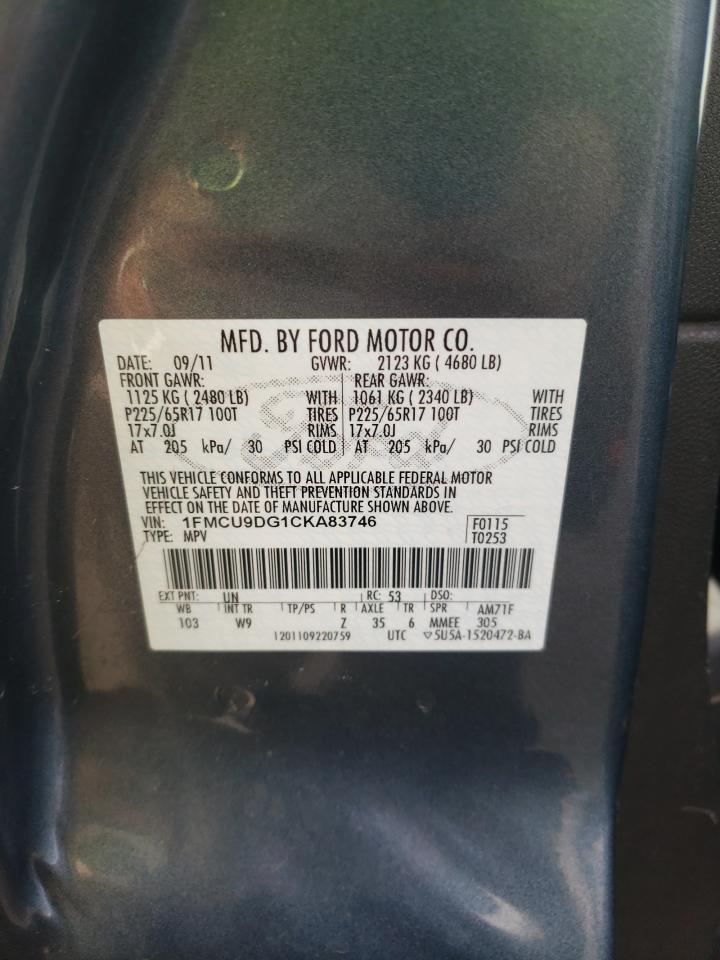 MFD. BY FORD MOTOR CO.
DATE: 09/11 GVWR: 2123 KG ( 4680 LB)
FRONT GAWR: REAR GAWR:
1125 KG ( 2480 LB) WITH 1061 KG ( 2340 LB) WITH
P225/65R17 100T TIRES P225/65R17 100T TIRES
17x7.0J RIMS 17x7.0J RIMS
AT 205 kPa/ 30 PSI COLD AT 205 kPa/ 30 PSI COLD
THIS VEHICLE CONFORMS TO ALL APPLICABLE FEDERAL MOTOR
VEHICLE SAFETY AND THEFT PREVENTION STANDARDS IN
EFFECT ON THE DATE OF MANUFACTURE SHOWN ABOVE.
VIN: 1FMCU9DG1CKA83746 F0115
TYPE: MPV T0253
EXT PNT: UN RC: 53 DSO:
WB INT TR TP/PS R AXLE TR SPR AM71F
103 W9 Z 35 6 MMEE 305
1201109220759 UTC ▽5U5A-1520472-BA